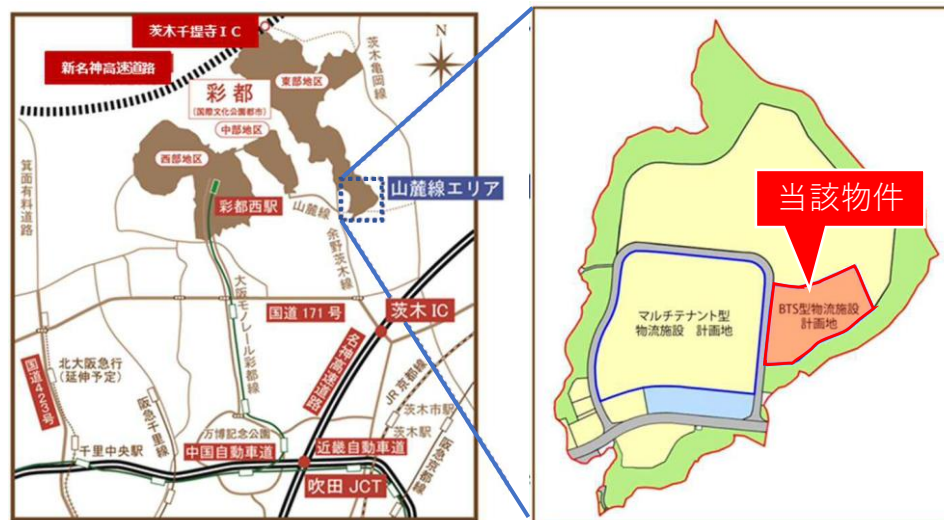 茨木千提寺IC
新名神高速道路
N
茨木亀岡線
東部地区
彩都
(国際文化公園都市)
中部地区
西部地区
箕面有料道路
彩都西駅
山麓線
山麓線エリア
余野茨木線
大阪モノレール彩都線
国道171号
茨木IC
名神高速道路
国道423号
北大阪急行
(延伸予定)
阪急千里線
JR京都線
茨木市駅
茨木駅
阪急京都線
万博記念公園
千里中央駅
中国自動車道
近畿自動車道
吹田JCT
当該物件
マルチテナント型
物流施設 計画地
BTS型物流施設
計画地